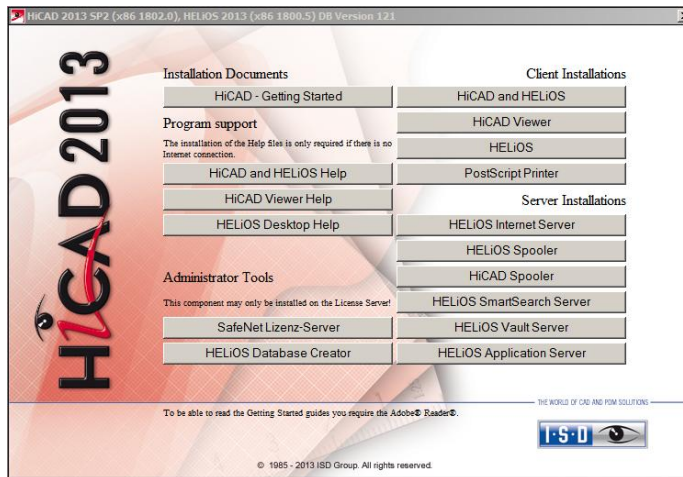 HiCAD 2013 SP2 (x86 1802.0), HELiOS 2013 (x86 1800.5) DB Version 121
HiCAD 2013
Installation Documents
HiCAD - Getting Started
Program support
The installation of the Help files is only required if there is no
Internet connection.
HiCAD and HELiOS Help
HiCAD Viewer Help
HELiOS Desktop Help
Administrator Tools
This component may only be installed on the License Server!
SafeNet Lizenz-Server
HELiOS Database Creator
Client Installations
HiCAD and HELiOS
HiCAD Viewer
HELiOS
PostScript Printer
Server Installations
HELiOS Internet Server
HELiOS Spooler
HiCAD Spooler
HELiOS SmartSearch Server
HELiOS Vault Server
HELiOS Application Server
THE WORLD OF CAD AND PDM SOLUTIONS
To be able to read the Getting Started guides you require the Adobe® Reader®.
I·S·D
© 1985 - 2013 ISD Group. All rights reserved.